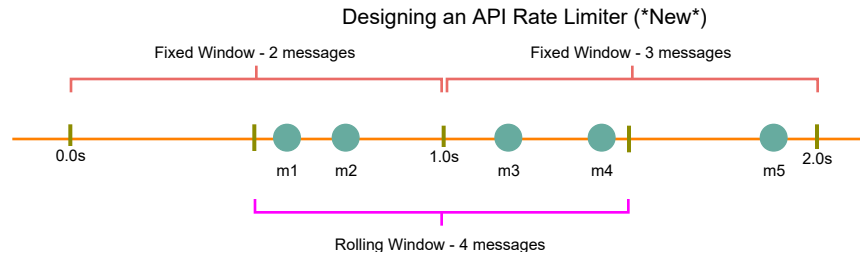 Designing an API Rate Limiter (*New*)
Fixed Window - 2 messages
Fixed Window - 3 messages
0.0s
1.0s
2.0s
m1
m2
m3
m4
m5
Rolling Window - 4 messages